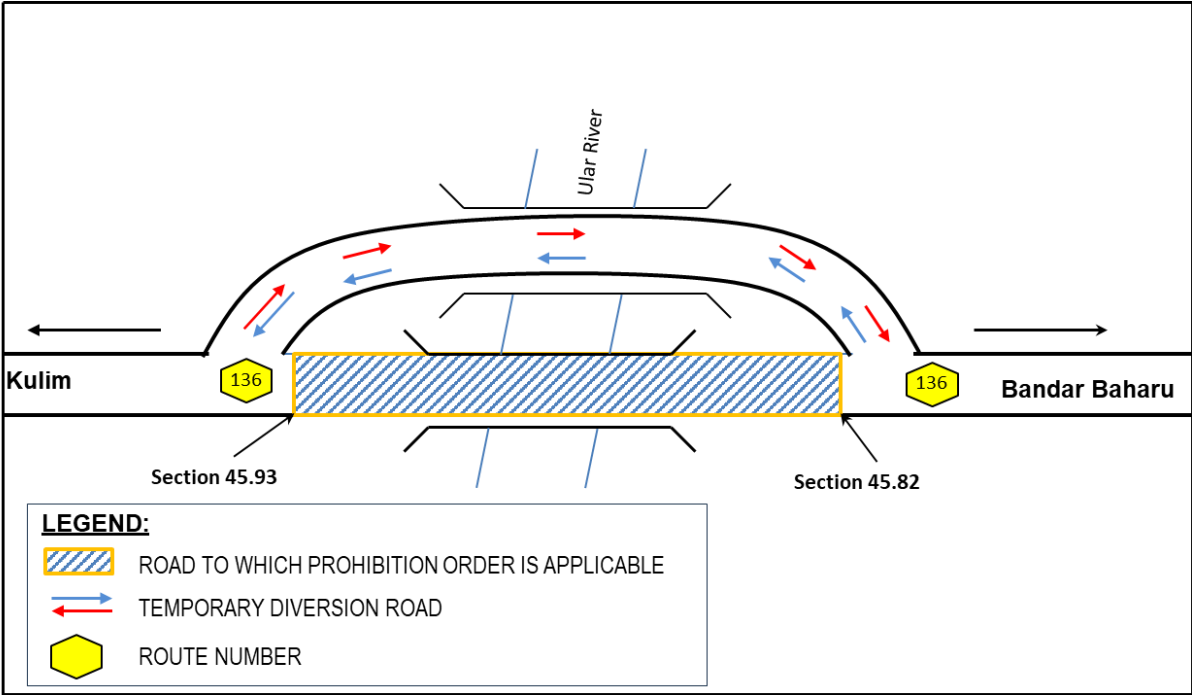 Ular River
136
136
Kulim
Bandar Baharu
Section 45.93
Section 45.82
LEGEND:
ROAD TO WHICH PROHIBITION ORDER IS APPLICABLE
TEMPORARY DIVERSION ROAD
ROUTE NUMBER